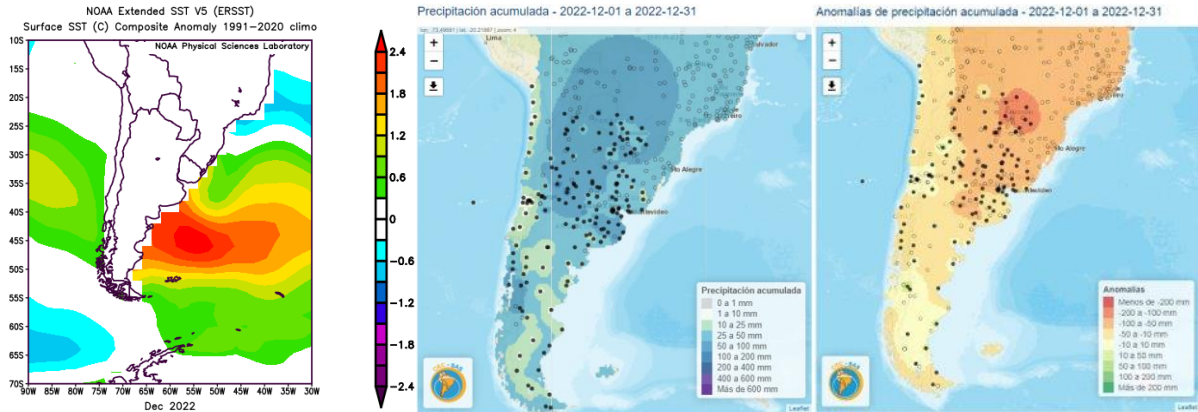 NOAA Extended SST V5 (ERSST)
Surface SST (C) Composite Anomaly 1991-2020 climo
NOAA Physical Sciences Laboratory
10S
15S
20S
25S
30S
35S
40S
45S
50S
55S
60S
65S
70S
90W 85W 80W 75W 70W 65W 60W 55W 50W 45W 40W 35W 30W
Dec 2022
2.4
1.8
1.2
0.6
0
-0.6
-1.2
-1.8
-2.4
Precipitación acumulada - 2022-12-01 a 2022-12-31
+
−
Lima
Salvador
Montevideo
Precipitación acumulada
0 a 1 mm
1 a 10 mm
10 a 25 mm
25 a 50 mm
50 a 100 mm
100 a 200 mm
200 a 400 mm
400 a 600 mm
Más de 600 mm
Leaflet
Anomalías de precipitación acumulada - 2022-12-01 a 2022-12-31
+
−
Lima
Alegre
Anomalías
Menos de -200 mm
-200 a -100 mm
-100 a -50 mm
-50 a -10 mm
-10 a 10 mm
10 a 50 mm
50 a 100 mm
100 a 200 mm
Más de 200 mm
Leaflet